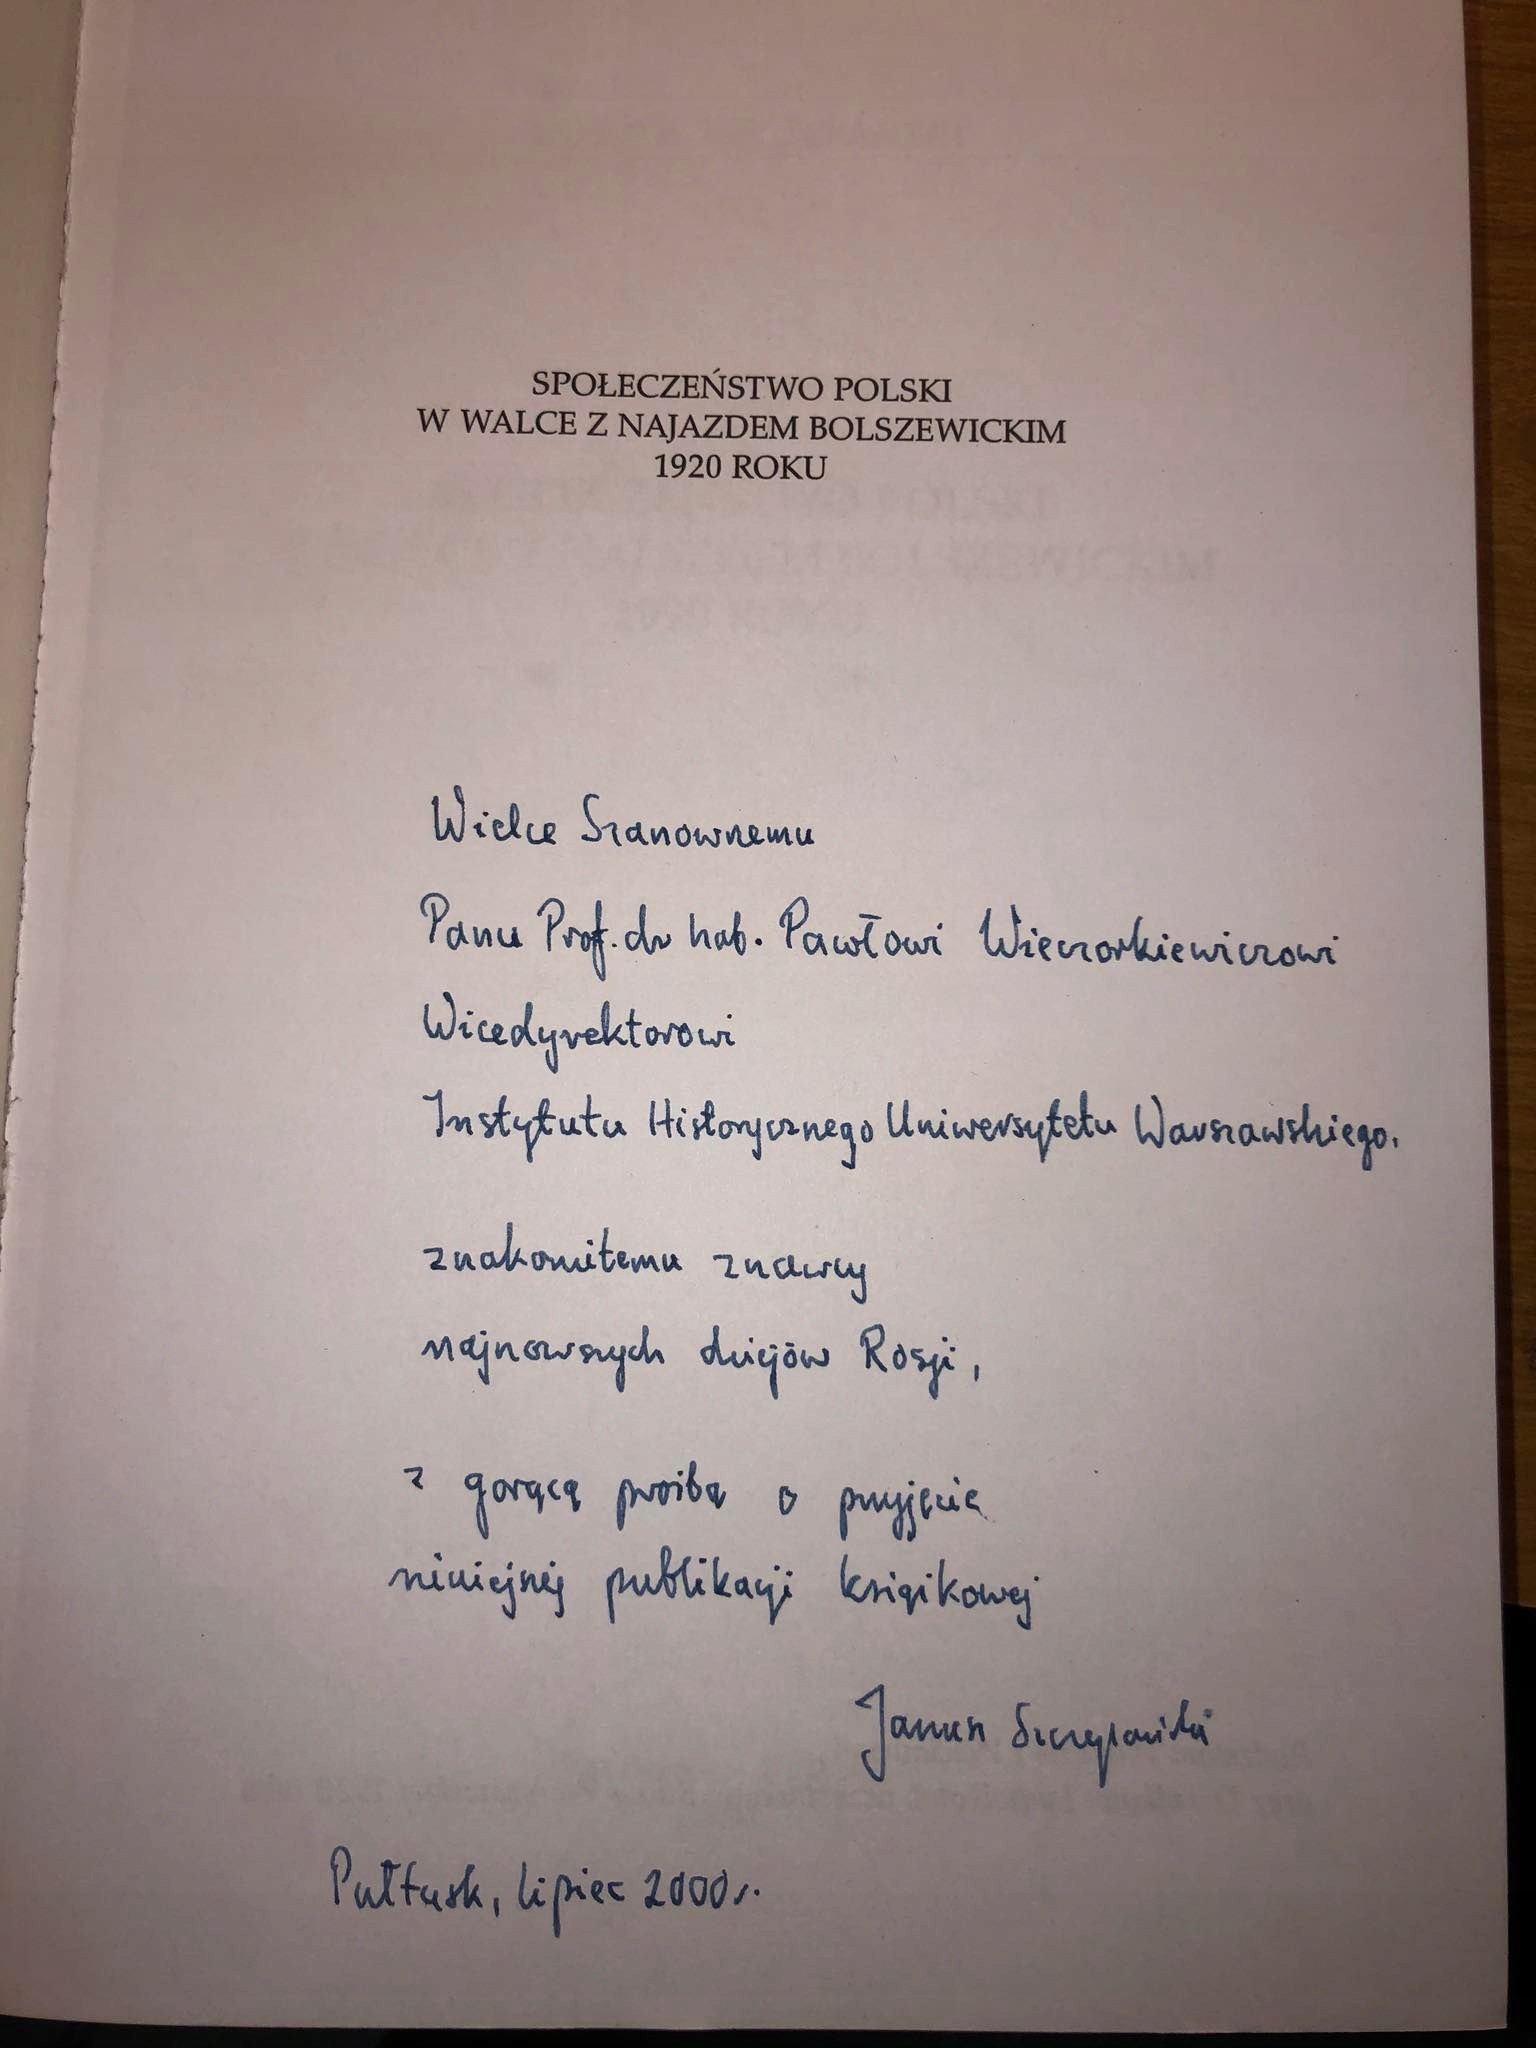 SPOŁECZEŃSTWO POLSKI
W WALCE Z NAJAZDEM BOLSZEWICKIM
1920 ROKU
Wielce Szanownemu
Panu Prof. dr hab. Pawłowi Wieczorkiewiczowi
Wicedyrektorowi
Instytutu Historycznego Uniwersytetu Warszawskiego,
znakomitemu znawcy
najnowszych dziejów Rosji,
z gorącą prośbą o przyjęcie
niniejszej publikacji książkowej
Janusz Szczepański
Pułtusk, lipiec 2000 r.